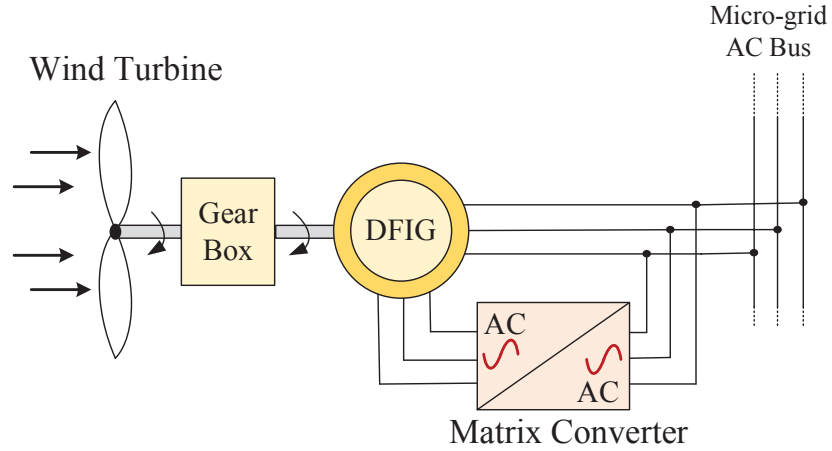 Micro-grid
AC Bus
Wind Turbine
Gear
Box
DFIG
AC
AC
Matrix Converter